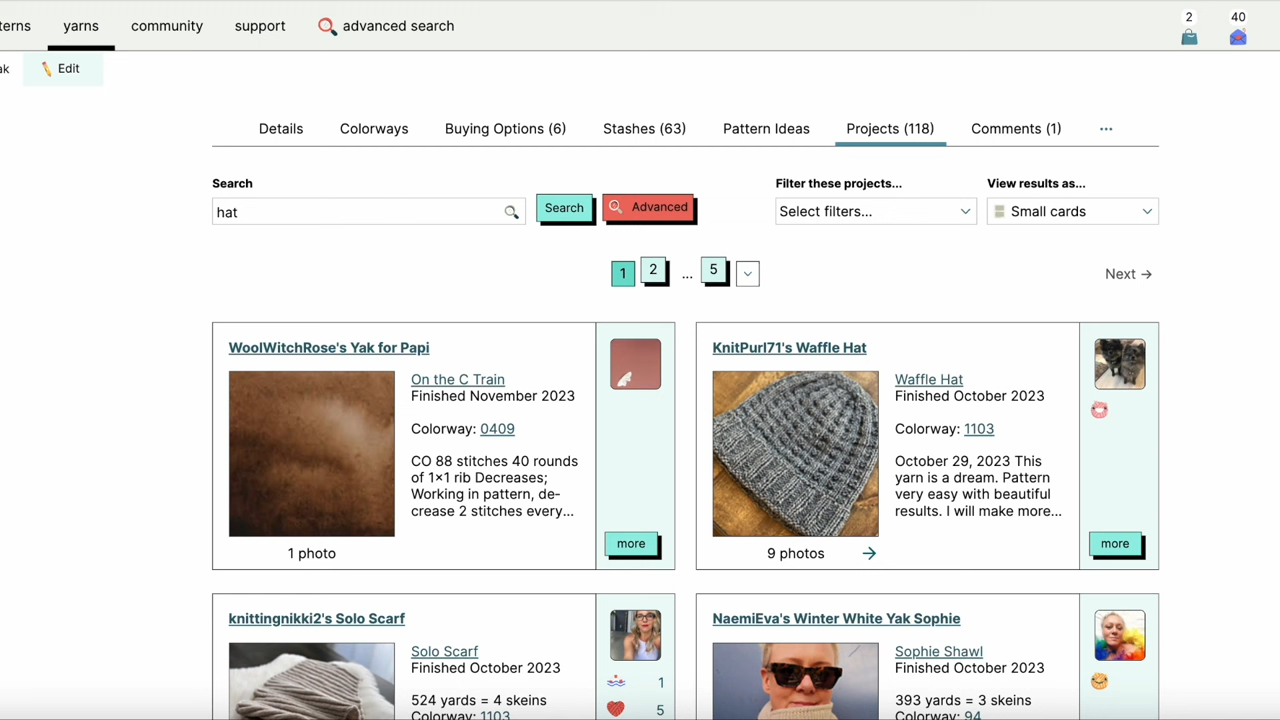 terns yarns community support advanced search 2 40
ak Edit
Details Colorways Buying Options (6) Stashes (63) Pattern Ideas Projects (118) Comments (1) ...
Search Filter these projects... View results as...
hat Search Advanced Select filters... Small cards
1 2 ... 5 Next →
WoolWitchRose's Yak for Papi
On the C Train
Finished November 2023
Colorway: 0409
CO 88 stitches 40 rounds
of 1×1 rib Decreases;
Working in pattern, de-
crease 2 stitches every...
1 photo
more
KnitPurl71's Waffle Hat
Waffle Hat
Finished October 2023
Colorway: 1103
October 29, 2023 This
yarn is a dream. Pattern
very easy with beautiful
results. I will make more...
9 photos →
more
knittingnikki2's Solo Scarf
Solo Scarf
Finished October 2023
524 yards = 4 skeins
Colorway: 1103
1
5
NaemiEva's Winter White Yak Sophie
Sophie Shawl
Finished October 2023
393 yards = 3 skeins
Colorway: 94